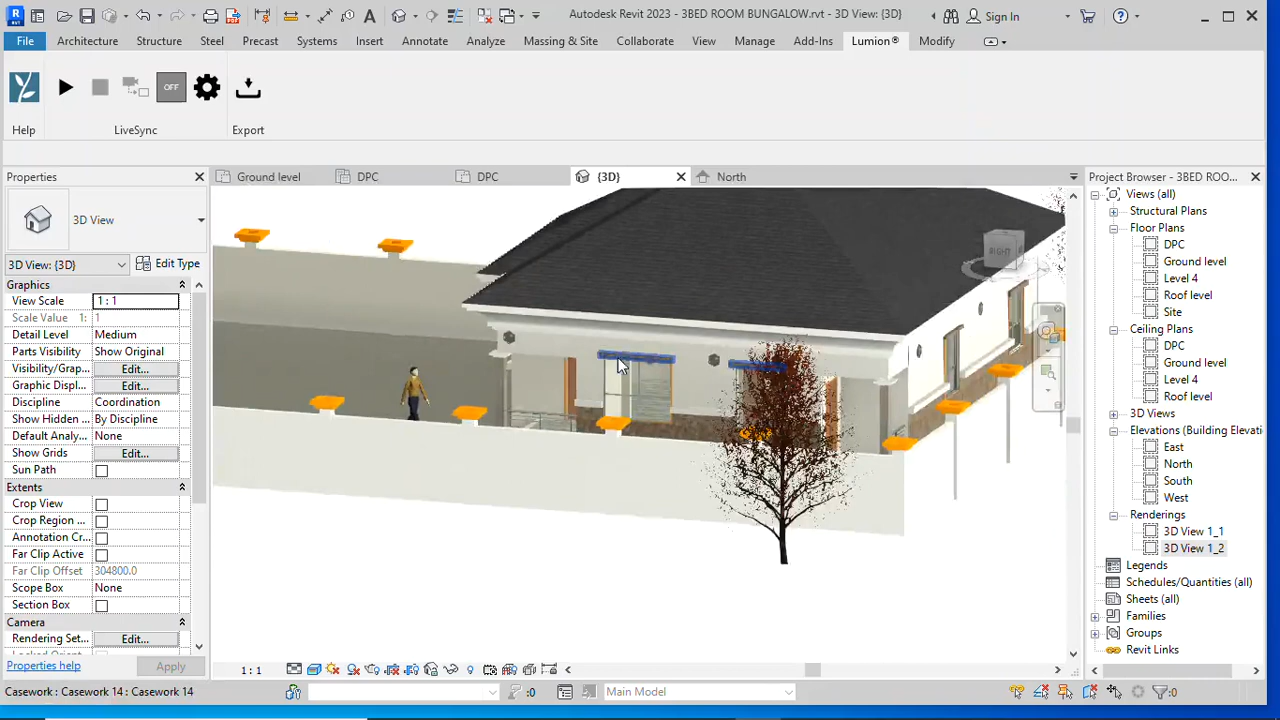 Autodesk Revit 2023 - 3BED ROOM BUNGALOW.rvt - 3D View {3D}
Sign In
File Architecture Structure Steel Precast Systems Insert Annotate Analyze Massing & Site Collaborate View Manage Add-Ins Lumion® Modify
OFF
Help LiveSync Export
Properties
Ground level DPC DPC {3D} North
Project Browser - 3BED ROO...
3D View
3D View: {3D}
Edit Type
Graphics
View Scale 1 : 1
Scale Value 1: 1
Detail Level Medium
Parts Visibility Show Original
Visibility/Grap... Edit...
Graphic Displ... Edit...
Discipline Coordination
Show Hidden ... By Discipline
Default Analy... None
Show Grids Edit...
Sun Path
Extents
Crop View
Crop Region ...
Annotation Cr...
Far Clip Active
Far Clip Offset 304800.0
Scope Box None
Section Box
Camera
Rendering Set... Edit...
Properties help
Apply
RIGHT
Views (all)
Structural Plans
Floor Plans
DPC
Ground level
Level 4
Roof level
Site
Ceiling Plans
DPC
Ground level
Level 4
Roof level
3D Views
Elevations (Building Elevati
East
North
South
West
Renderings
3D View 1_1
3D View 1_2
Legends
Schedules/Quantities (all)
Sheets (all)
Families
Groups
Revit Links
1 : 1
Casework : Casework 14 : Casework 14
:0
Main Model
:0